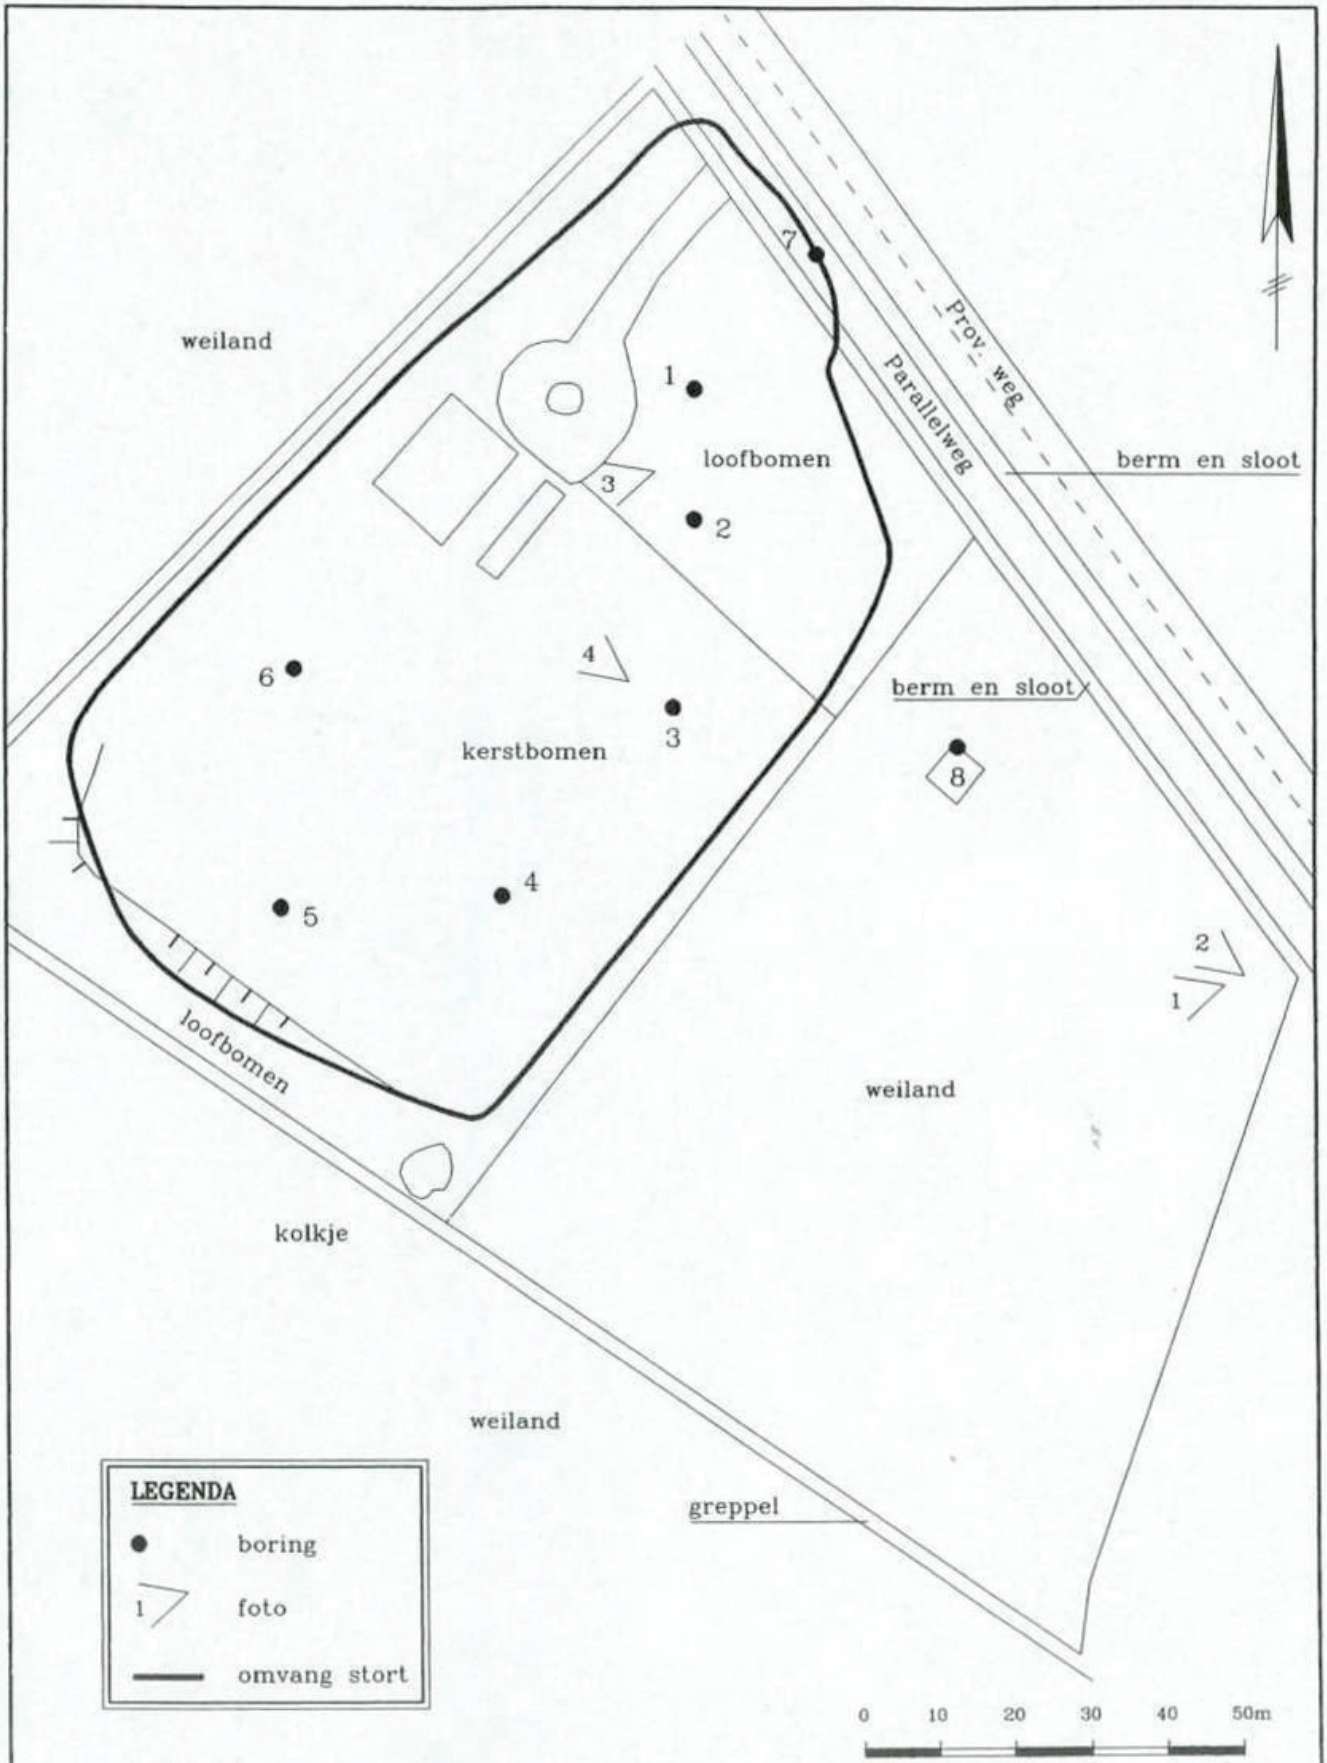 weiland
7
Prov. weg
1
Parallelweg
loofbomen
berm en sloot
3
2
4
6
berm en sloot
3
kerstbomen
8
4
5
2
1
loofbomen
weiland
kolkje
weiland
greppel
LEGENDA
boring
1 foto
omvang stort
0 10 20 30 40 50m